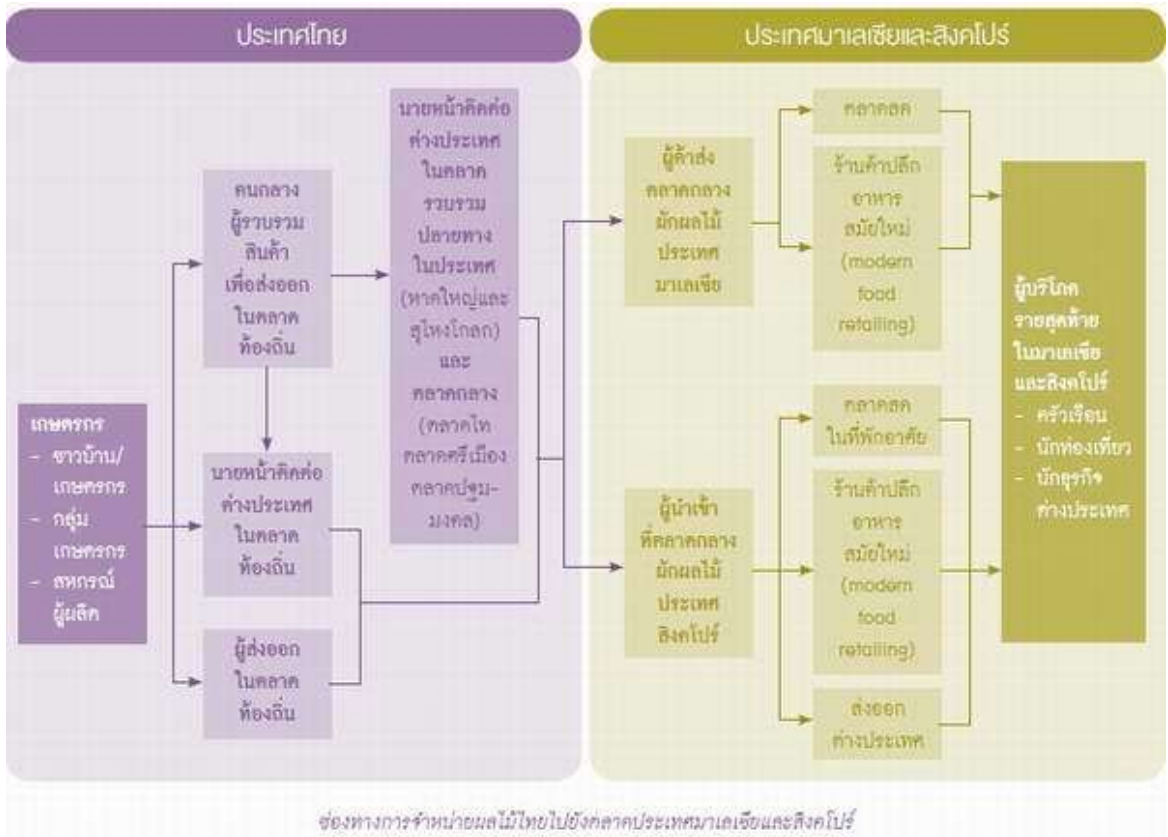 ประเทศไทย
ประเทศมาเลเซียและสิงคโปร์
เกษตรกร
- ชาวบ้าน/
เกษตรกร
- กลุ่ม
เกษตรกร
- สหกรณ์
ผู้ผลิต
คนกลาง
ผู้รวบรวม
สินค้า
เพื่อส่งออก
ในตลาด
ท้องถิ่น
นายหน้าติดต่อ
ต่างประเทศ
ในตลาด
ท้องถิ่น
ผู้ส่งออก
ในตลาด
ท้องถิ่น
นายหน้าติดต่อ
ต่างประเทศ
ในตลาด
รวบรวม
ปลายทาง
ในประเทศ
(หาดใหญ่และ
สุไหงโกลก)
และ
ตลาดกลาง
(ตลาดไท
ตลาดศรีเมือง
ตลาดปฐม-
มงคล)
ผู้ค้าส่ง
ตลาดกลาง
ผักผลไม้
ประเทศ
มาเลเซีย
ผู้นำเข้า
ที่ตลาดกลาง
ผักผลไม้
ประเทศ
สิงคโปร์
ตลาดสด
ร้านค้าปลีก
อาหาร
สมัยใหม่
(modern
food
retailing)
ตลาดสด
ในที่พักอาศัย
ร้านค้าปลีก
อาหาร
สมัยใหม่
(modern
food
retailing)
ส่งออก
ต่างประเทศ
ผู้บริโภค
รายสุดท้าย
ในมาเลเซีย
และสิงคโปร์
- ครัวเรือน
- นักท่องเที่ยว
- นักธุรกิจ
ต่างประเทศ
ช่องทางการจำหน่ายผลไม้ไทยไปยังตลาดประเทศมาเลเซียและสิงคโปร์